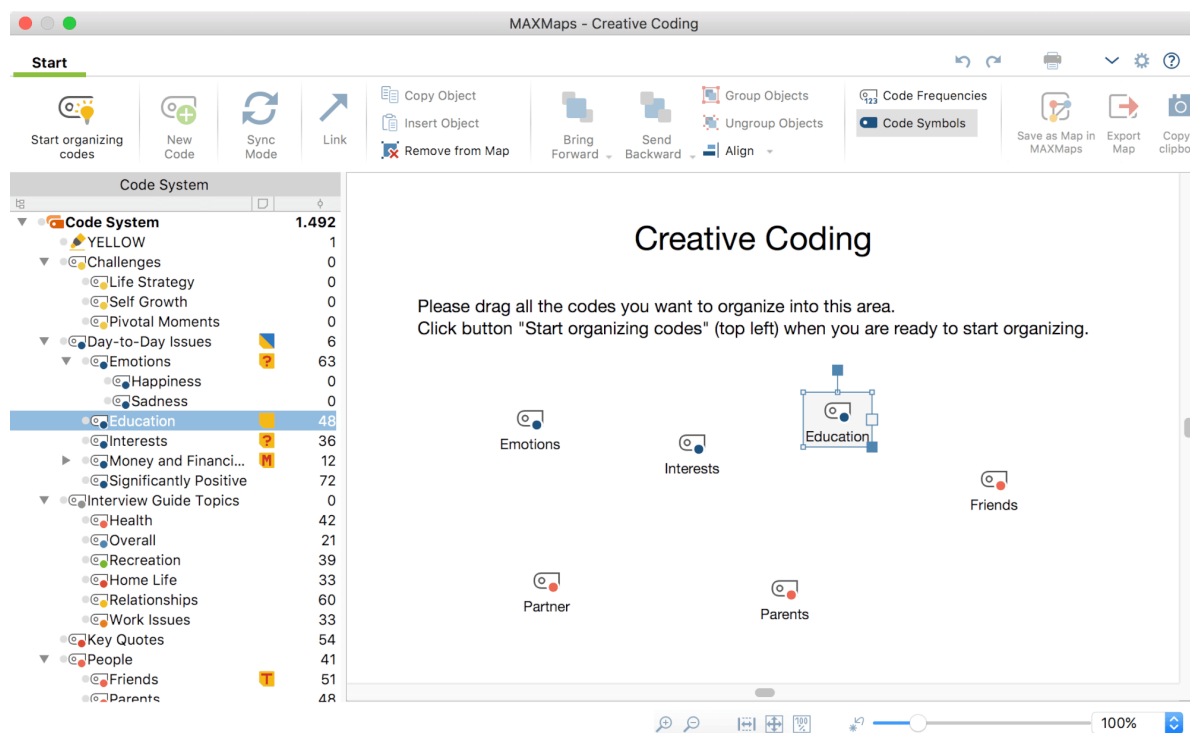 MAXMaps - Creative Coding
Start
Start organizing codes
New Code
Sync Mode
Link
Copy Object
Insert Object
Remove from Map
Bring Forward
Send Backward
Group Objects
Ungroup Objects
Align
Code Frequencies
Code Symbols
Save as Map in MAXMaps
Export Map
Copy
clipbo
Code System
Code System 1.492
YELLOW 1
Challenges 0
Life Strategy 0
Self Growth 0
Pivotal Moments 0
Day-to-Day Issues 6
Emotions ? 63
Happiness 0
Sadness 0
Education 48
Interests ? 36
Money and Financi... M 12
Significantly Positive 72
Interview Guide Topics 0
Health 42
Overall 21
Recreation 39
Home Life 33
Relationships 60
Work Issues 33
Key Quotes 54
People 41
Friends T 51
Parents 48
Creative Coding
Please drag all the codes you want to organize into this area.
Click button "Start organizing codes" (top left) when you are ready to start organizing.
Emotions
Interests
Education
Friends
Partner
Parents
100%